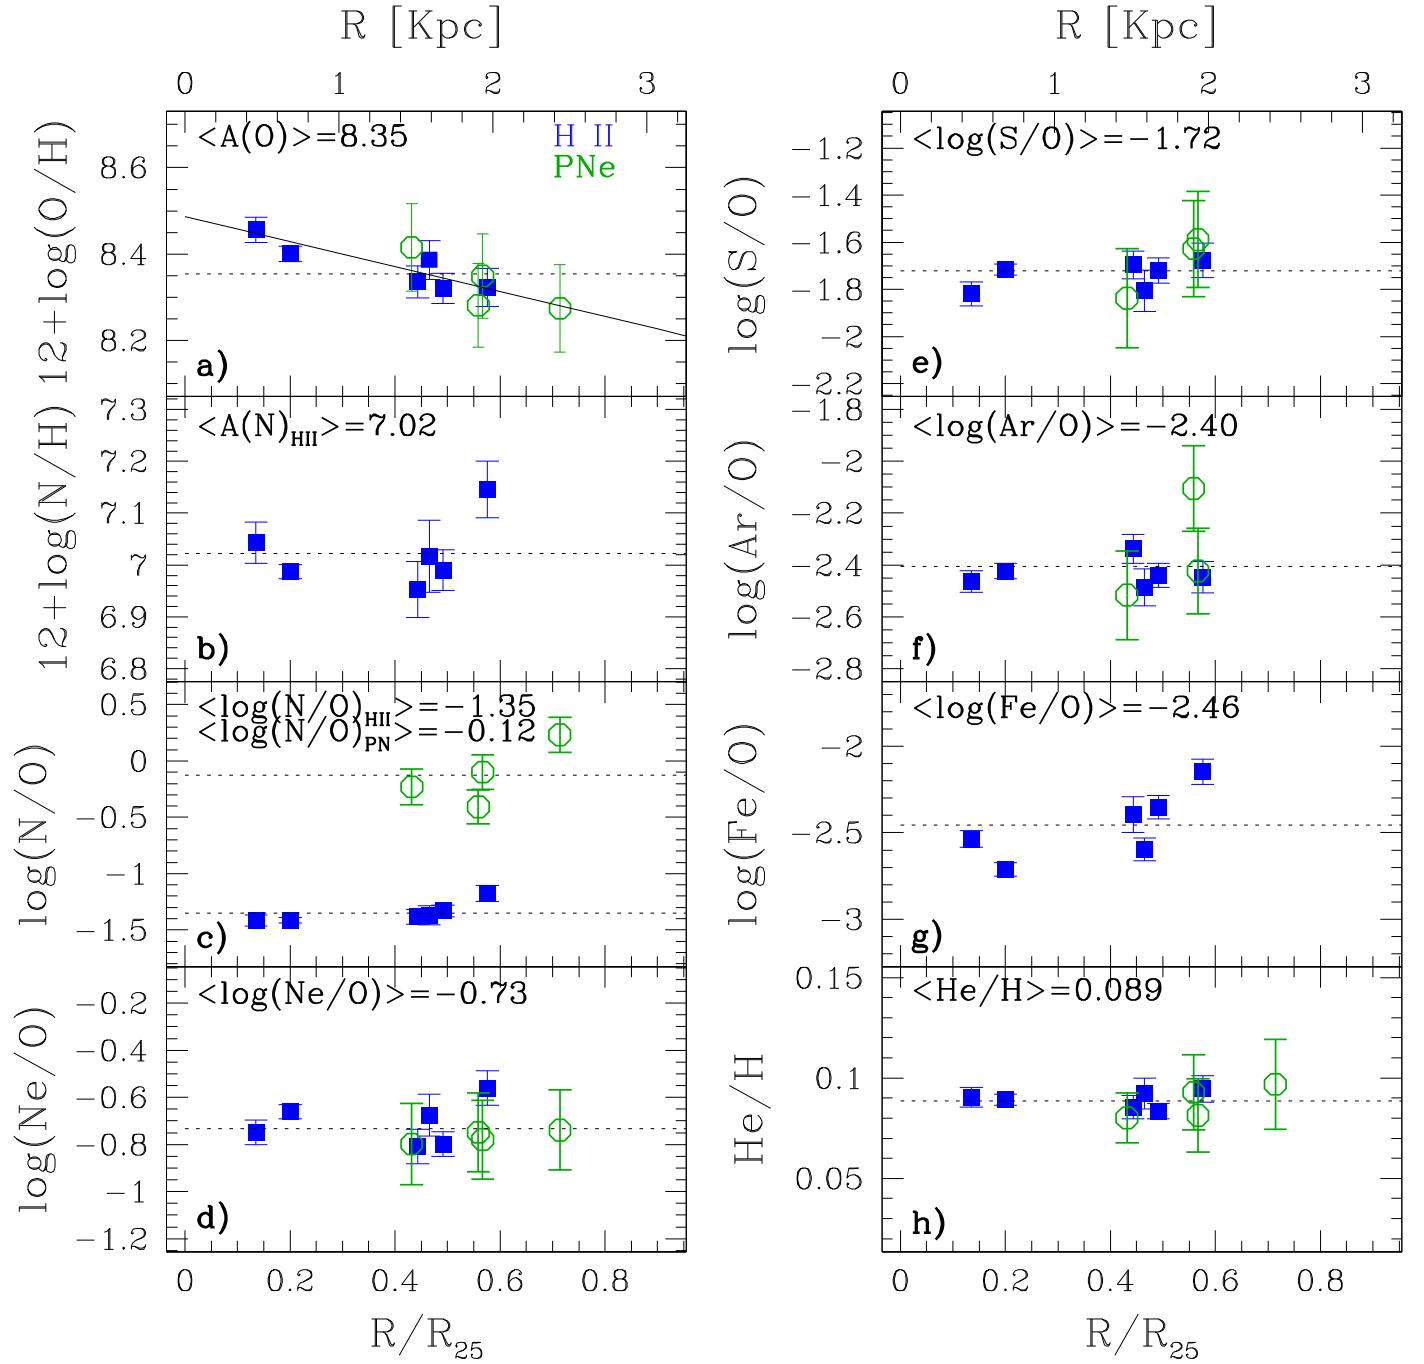 R [Kpc]
0 1 2 3
<A(O)>=8.35
H II
PNe
12+log(O/H)
8.6
8.4
8.2
a)
<A(N)HII>=7.02
12+log(N/H)
7.3
7.2
7.1
7
6.9
6.8
b)
<log(N/O)HII>=−1.35
<log(N/O)PN>=−0.12
log(N/O)
0.5
0
−0.5
−1
−1.5
c)
<log(Ne/O)>=−0.73
log(Ne/O)
−0.2
−0.4
−0.6
−0.8
−1
−1.2
d)
0 0.2 0.4 0.6 0.8
R/R25
R [Kpc]
0 1 2 3
<log(S/O)>=−1.72
log(S/O)
−1.2
−1.4
−1.6
−1.8
−2
−2.2
e)
<log(Ar/O)>=−2.40
log(Ar/O)
−1.8
−2
−2.2
−2.4
−2.6
−2.8
f)
<log(Fe/O)>=−2.46
log(Fe/O)
−2
−2.5
−3
g)
<He/H>=0.089
He/H
0.15
0.1
0.05
h)
0 0.2 0.4 0.6 0.8
R/R25